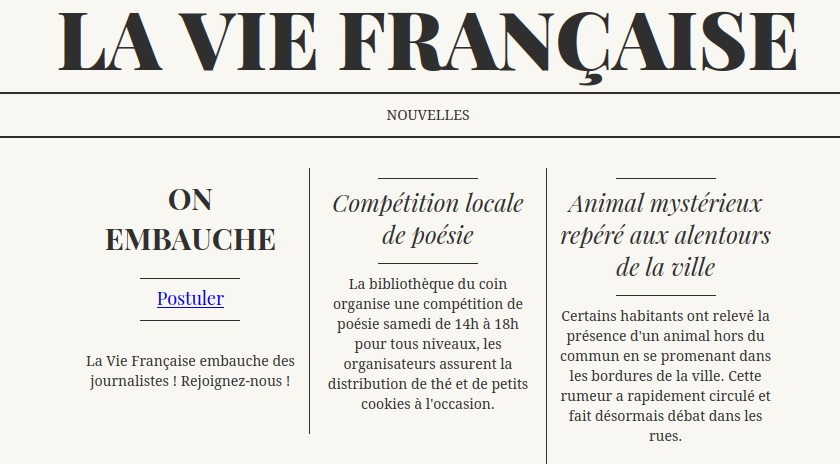 LA VIE FRANÇAISE
NOUVELLES
ON
EMBAUCHE
Postuler
La Vie Française embauche des
journalistes ! Rejoignez-nous !
Compétition locale
de poésie
La bibliothèque du coin
organise une compétition de
poésie samedi de 14h à 18h
pour tous niveaux, les
organisateurs assurent la
distribution de thé et de petits
cookies à l'occasion.
Animal mystérieux
repéré aux alentours
de la ville
Certains habitants ont relevé la
présence d'un animal hors du
commun en se promenant dans
les bordures de la ville. Cette
rumeur a rapidement circulé et
fait désormais débat dans les
rues.